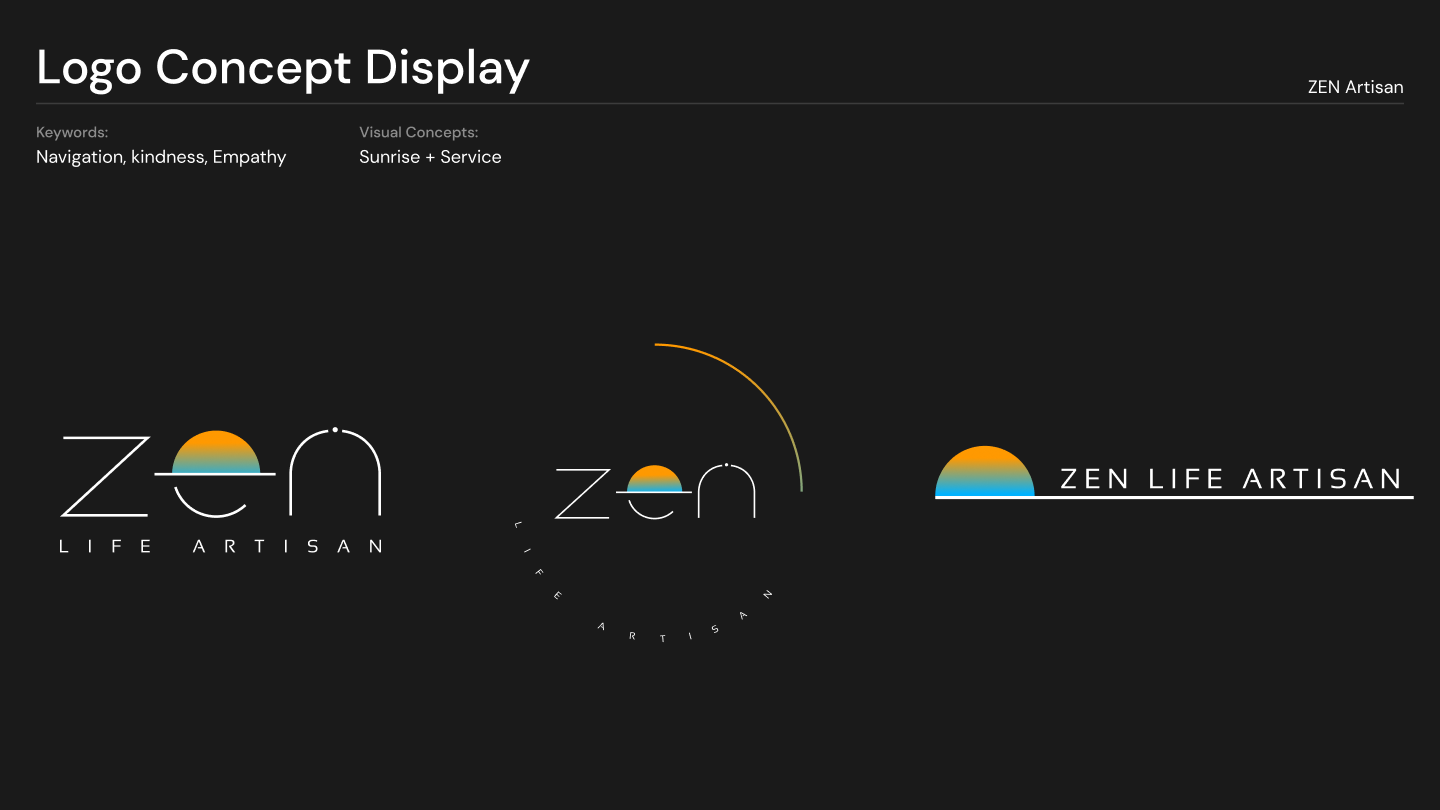 Logo Concept Display
ZEN Artisan
Keywords:
Navigation, kindness, Empathy
Visual Concepts:
Sunrise + Service
zen
LIFE ARTISAN
zen
LIFE ARTISAN
ZEN LIFE ARTISAN